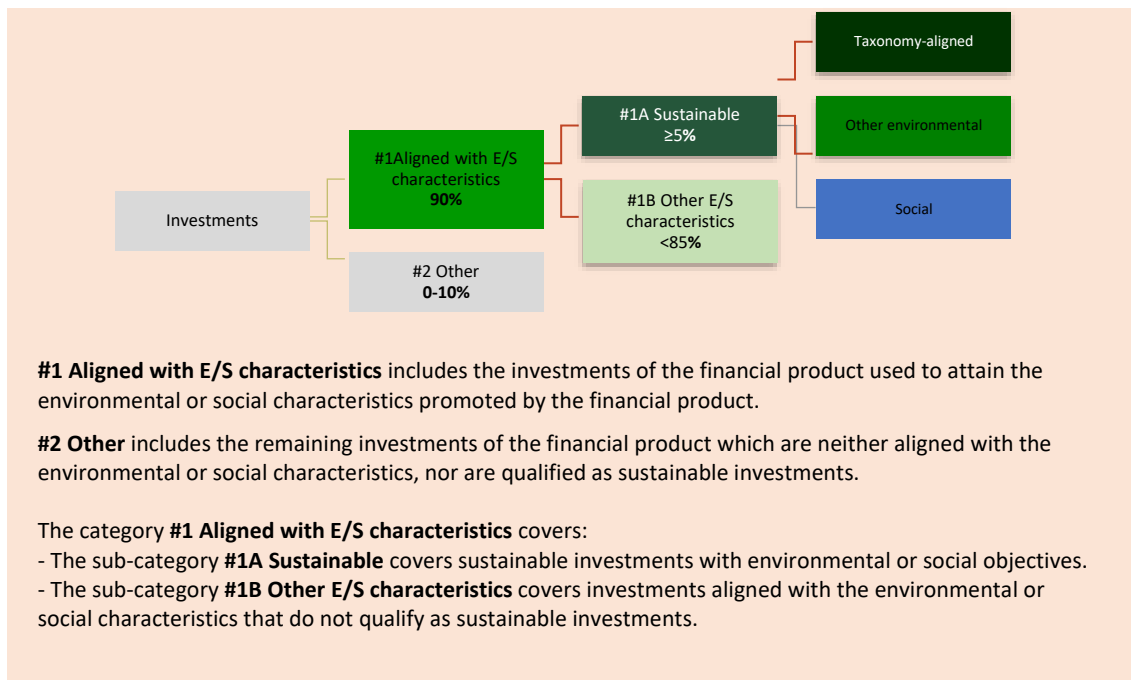 Taxonomy-aligned
#1A Sustainable
≥5%
Other environmental
#1Aligned with E/S
characteristics
90%
#1B Other E/S
characteristics
<85%
Social
Investments
#2 Other
0-10%
#1 Aligned with E/S characteristics includes the investments of the financial product used to attain the
environmental or social characteristics promoted by the financial product.
#2 Other includes the remaining investments of the financial product which are neither aligned with the
environmental or social characteristics, nor are qualified as sustainable investments.
The category #1 Aligned with E/S characteristics covers:
- The sub-category #1A Sustainable covers sustainable investments with environmental or social objectives.
- The sub-category #1B Other E/S characteristics covers investments aligned with the environmental or
social characteristics that do not qualify as sustainable investments.